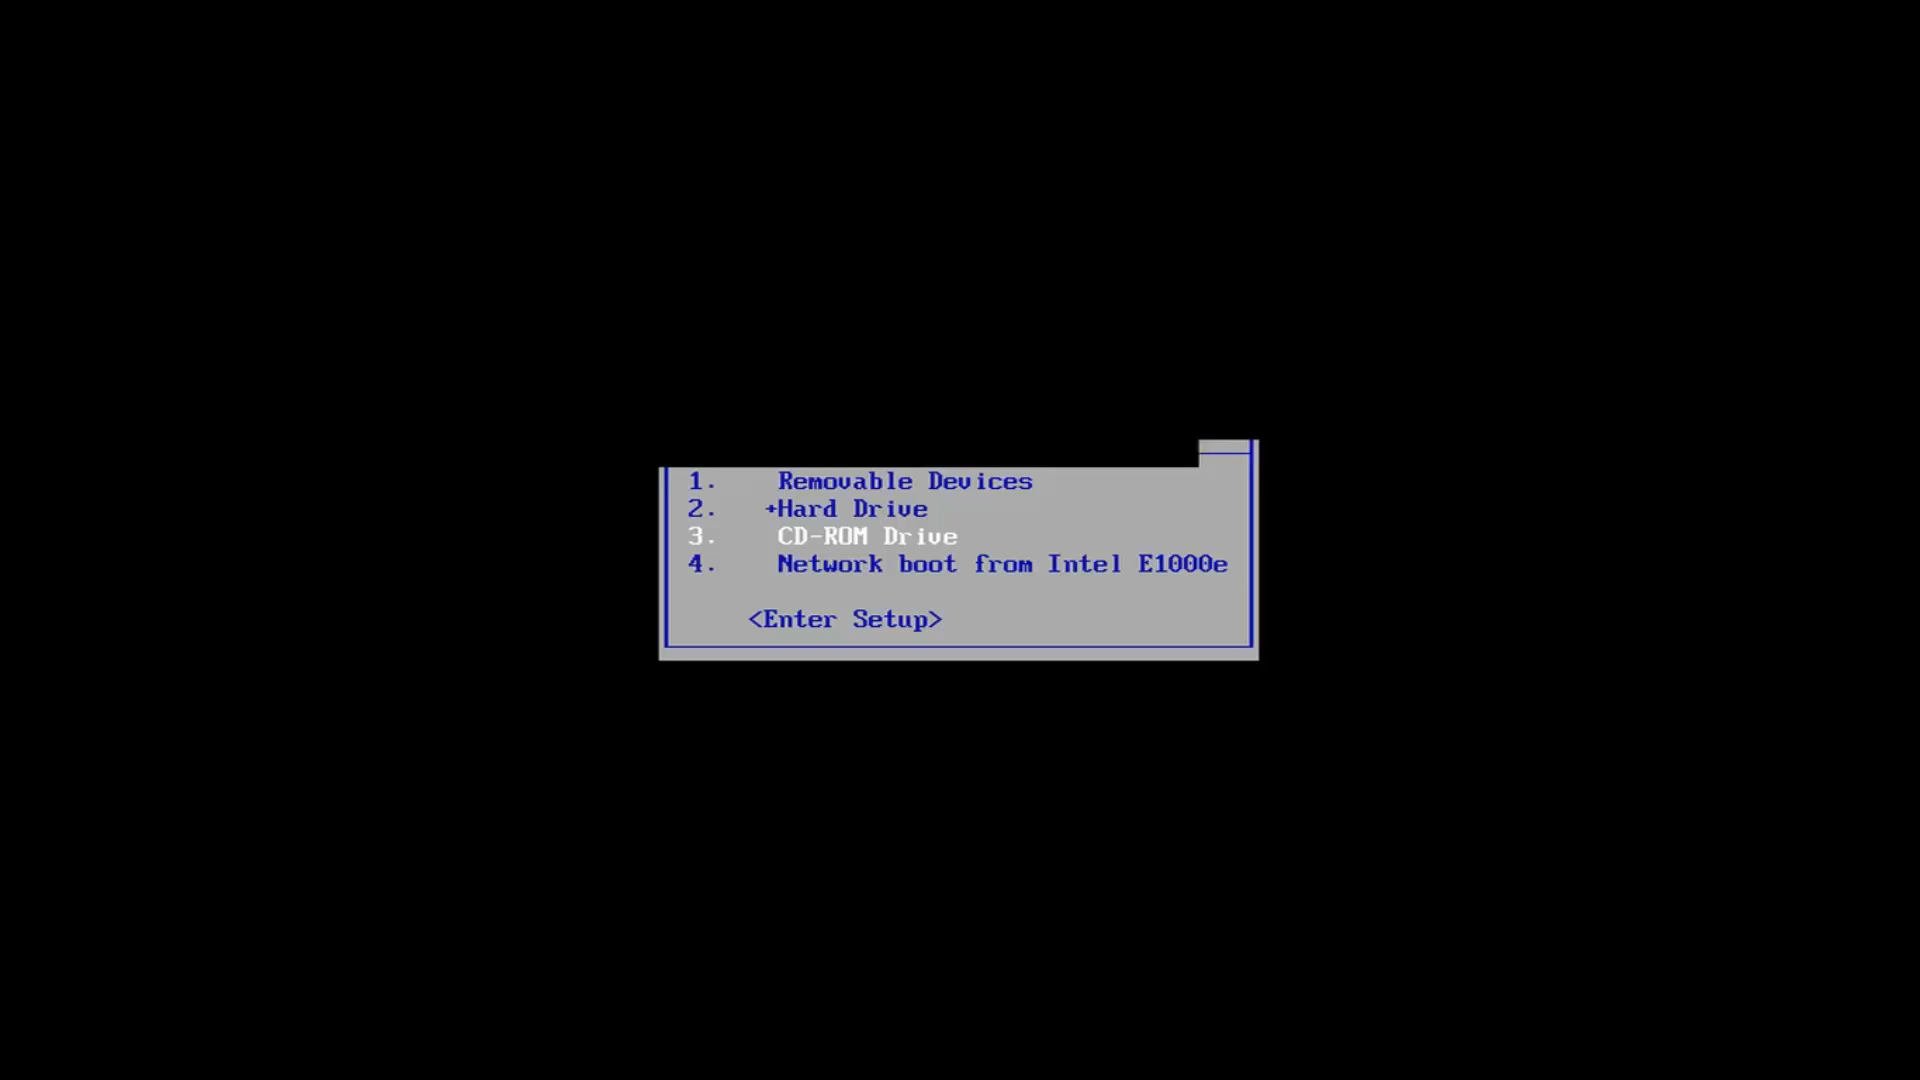 1. Removable Devices
2. +Hard Drive
3. CD-ROM Drive
4. Network boot from Intel E1000e
<Enter Setup>